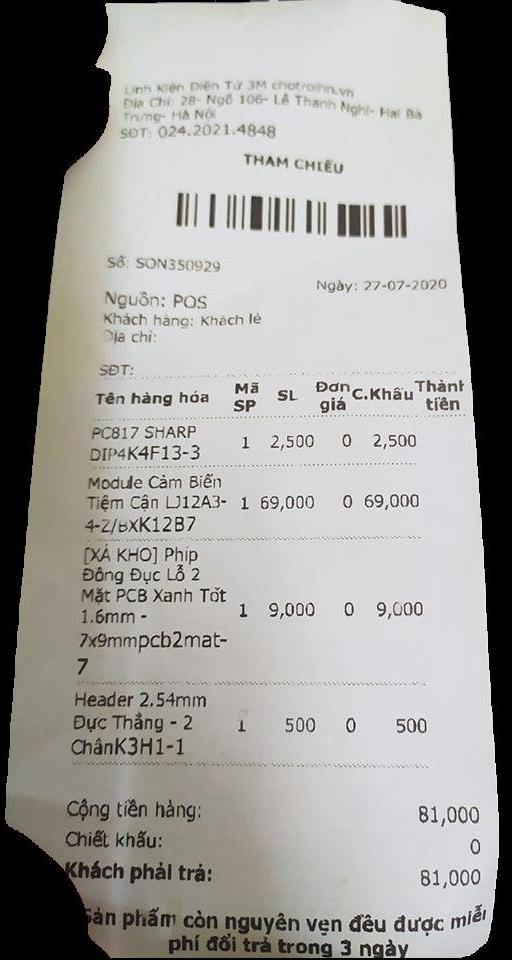 Linh Kiện Điện Tử 3M chotroihn.vn
Địa Chỉ: 28- Ngõ 106- Lê Thanh Nghị- Hai Bà
Trưng- Hà Nội
SĐT: 024.2021.4848
THAM CHIẾU
Số: SON350929
Ngày: 27-07-2020
Nguồn: POS
Khách hàng: Khách lẻ
Địa chỉ:
SĐT:
Tên hàng hóa Mã SP SL Đơn giá C.Khấu Thành tiền
PC817 SHARP
DIP4K4F13-3 1 2,500 0 2,500
Module Cảm Biến
Tiệm Cận LJ12A3- 1 69,000 0 69,000
4-Z/BXK12B7
[XẢ KHO] Phíp
Đồng Đục Lỗ 2
Mặt PCB Xanh Tốt
1.6mm - 1 9,000 0 9,000
7x9mmpcb2mat-
7
Header 2.54mm
Đực Thẳng - 2 1 500 0 500
ChânK3H1-1
Cộng tiền hàng: 81,000
Chiết khấu: 0
Khách phải trả: 81,000
Sản phẩm còn nguyên vẹn đều được miễn
phí đổi trả trong 3 ngày